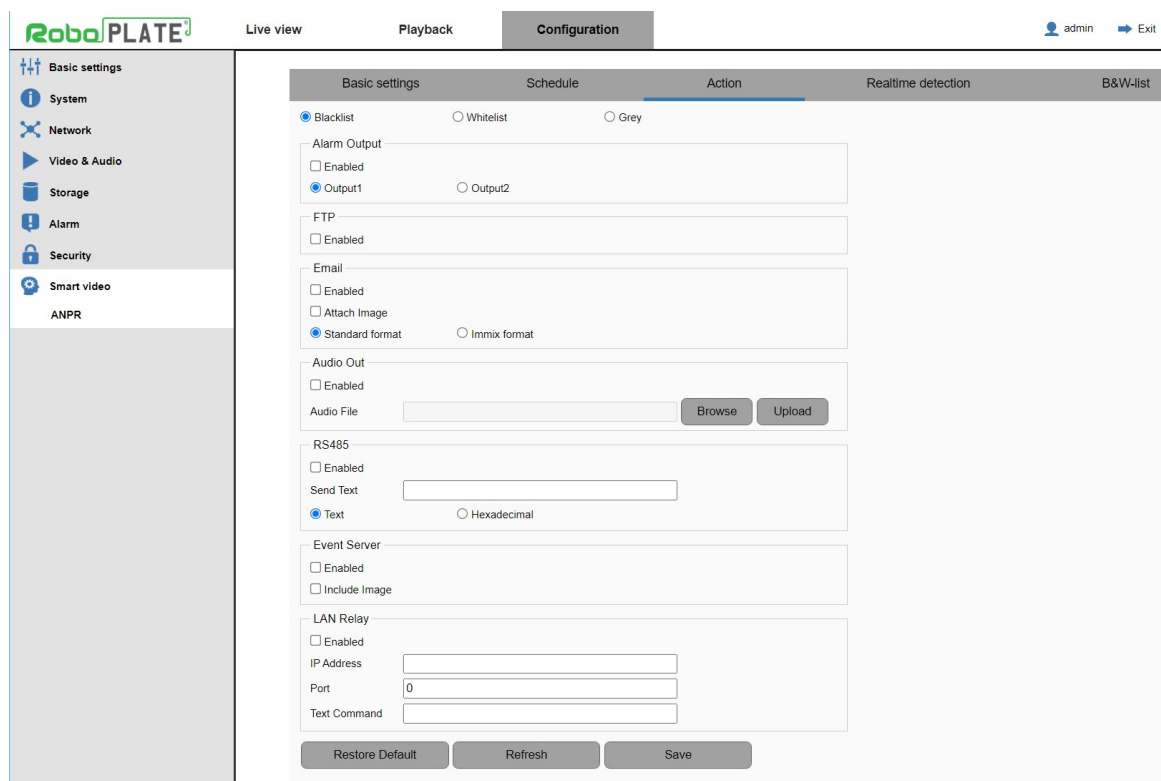 RoboPLATE Live view Playback Configuration admin Exit
Basic settings
System
Network
Video & Audio
Storage
Alarm
Security
Smart video
ANPR
Basic settings Schedule Action Realtime detection B&W-list
Blacklist Whitelist Grey
Alarm Output
Enabled
Output1 Output2
FTP
Enabled
Email
Enabled
Attach Image
Standard format Immix format
Audio Out
Enabled
Audio File Browse Upload
RS485
Enabled
Send Text
Text Hexadecimal
Event Server
Enabled
Include Image
LAN Relay
Enabled
IP Address
Port 0
Text Command
Restore Default Refresh Save